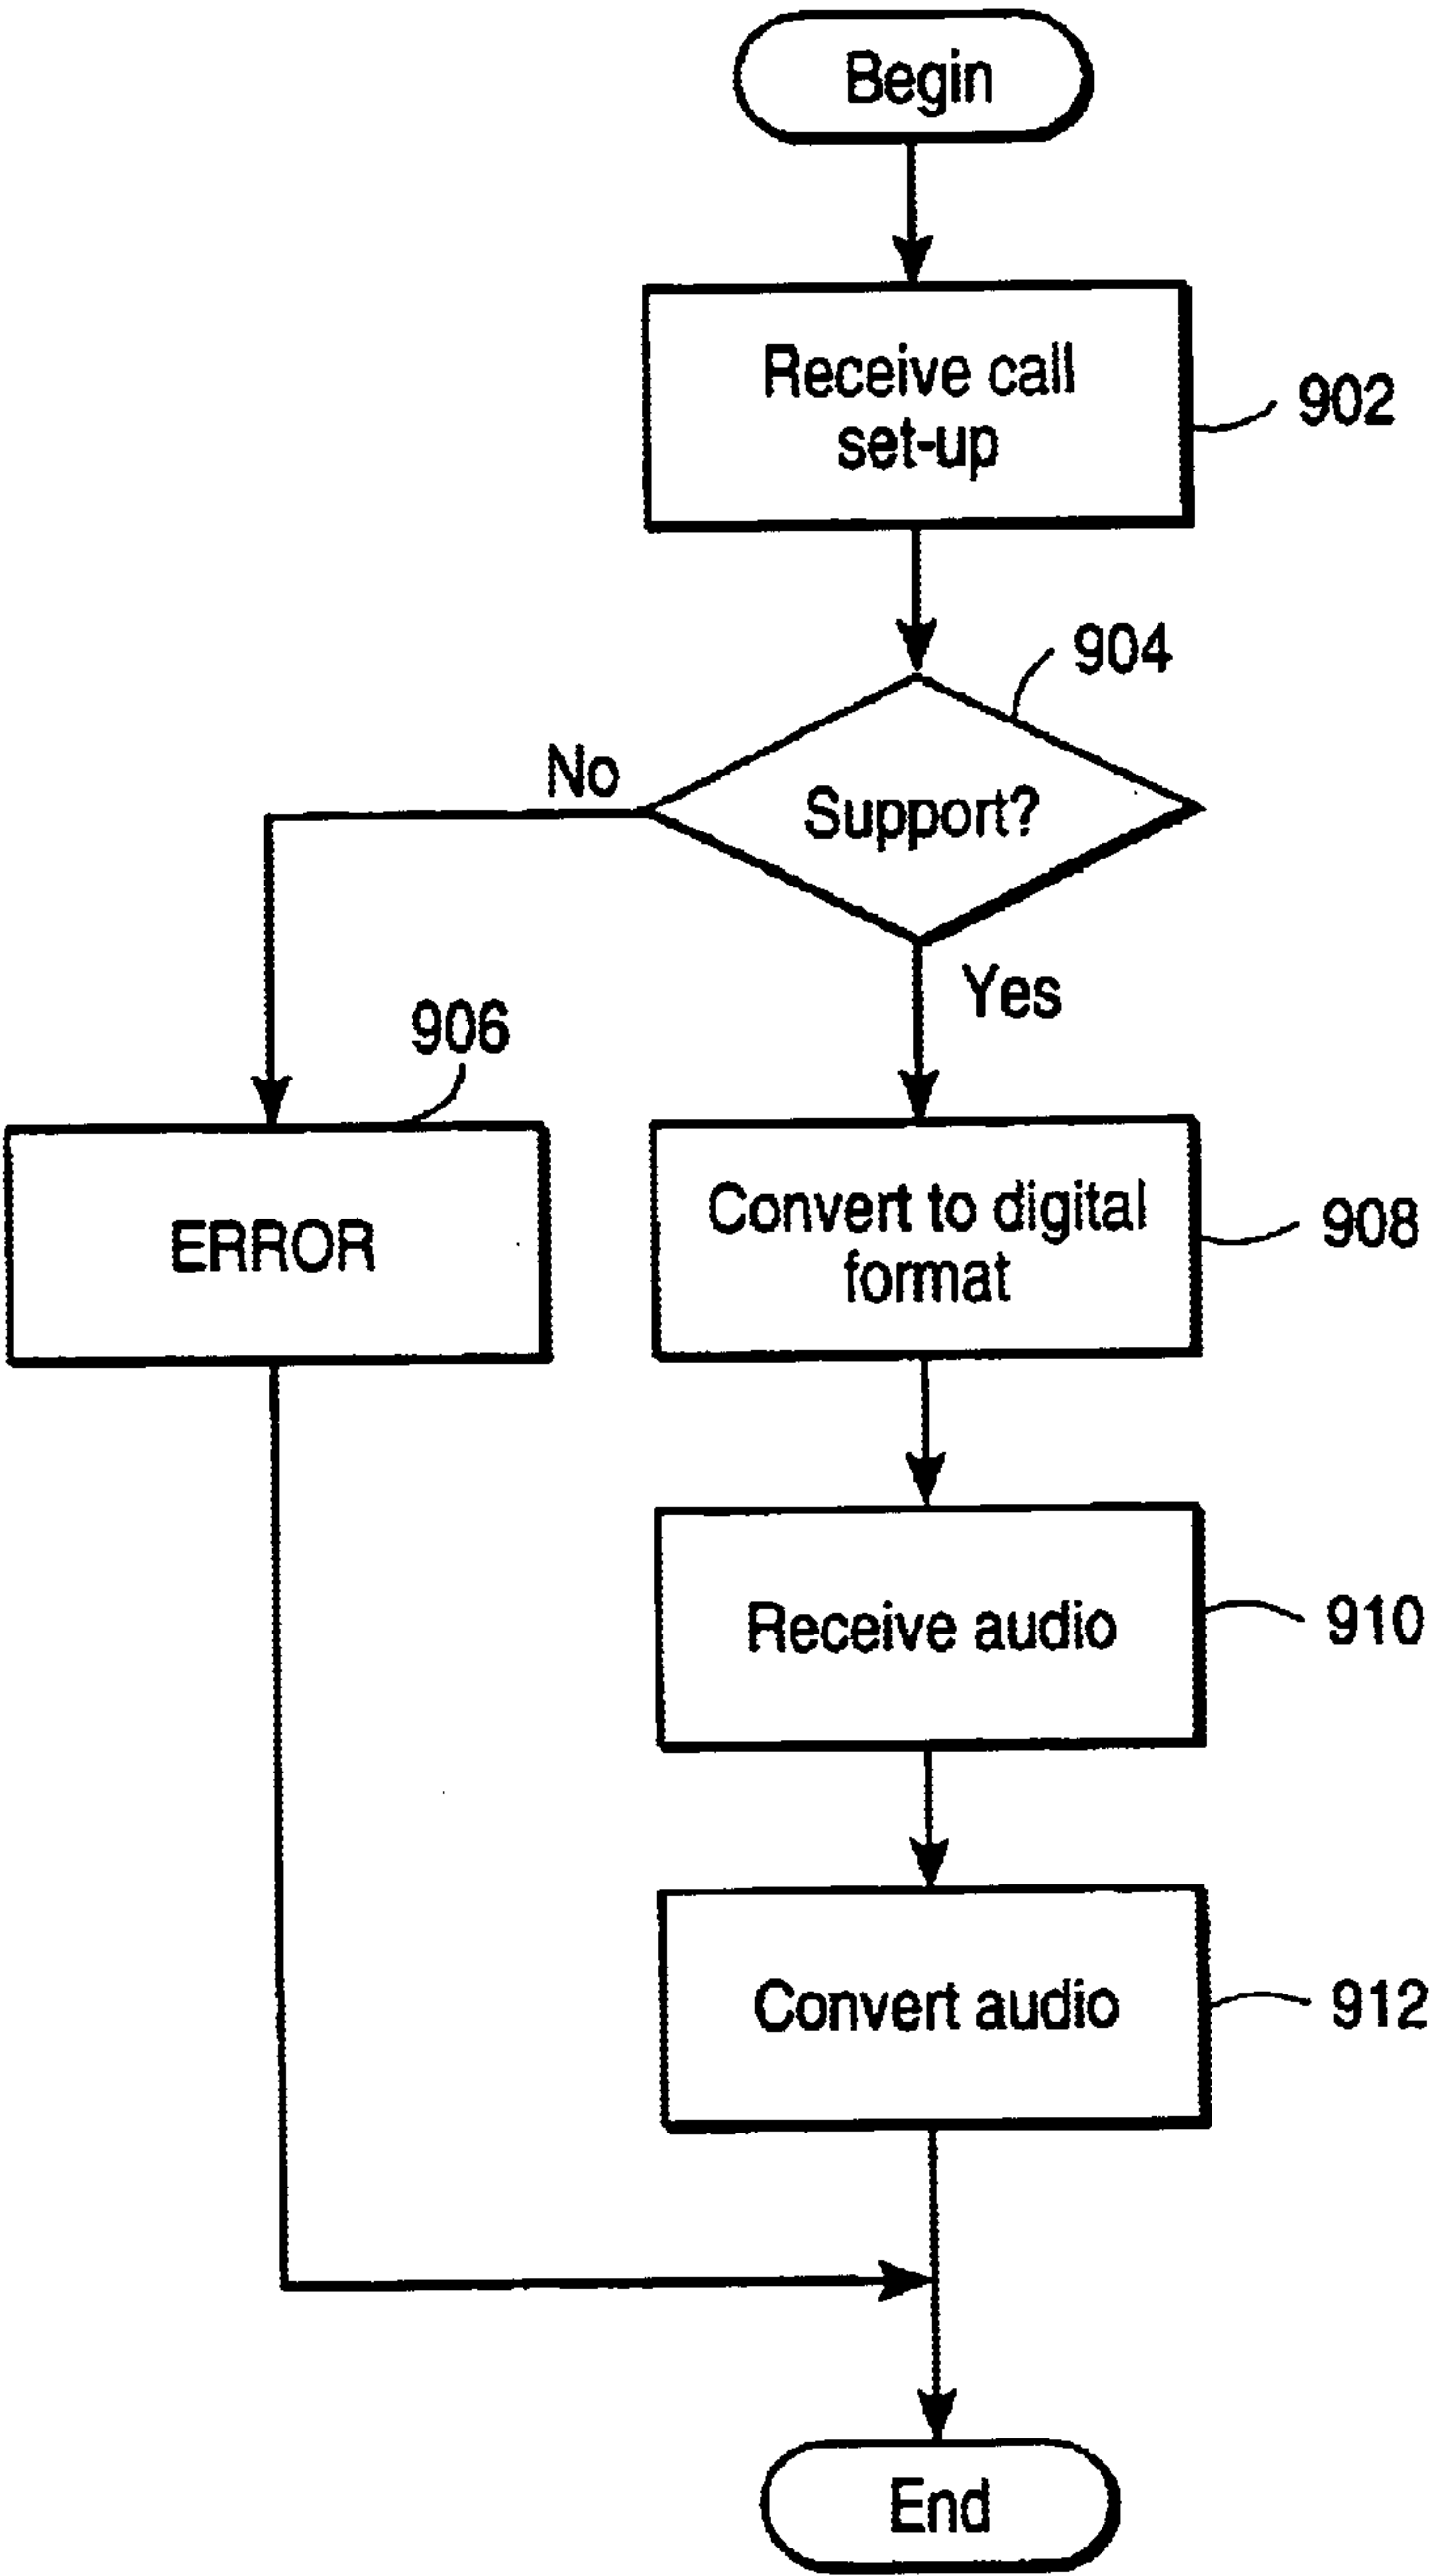 Begin
Receive call
set-up
902
904
No
Support?
Yes
906
ERROR
Convert to digital
format
908
Receive audio
910
Convert audio
912
End